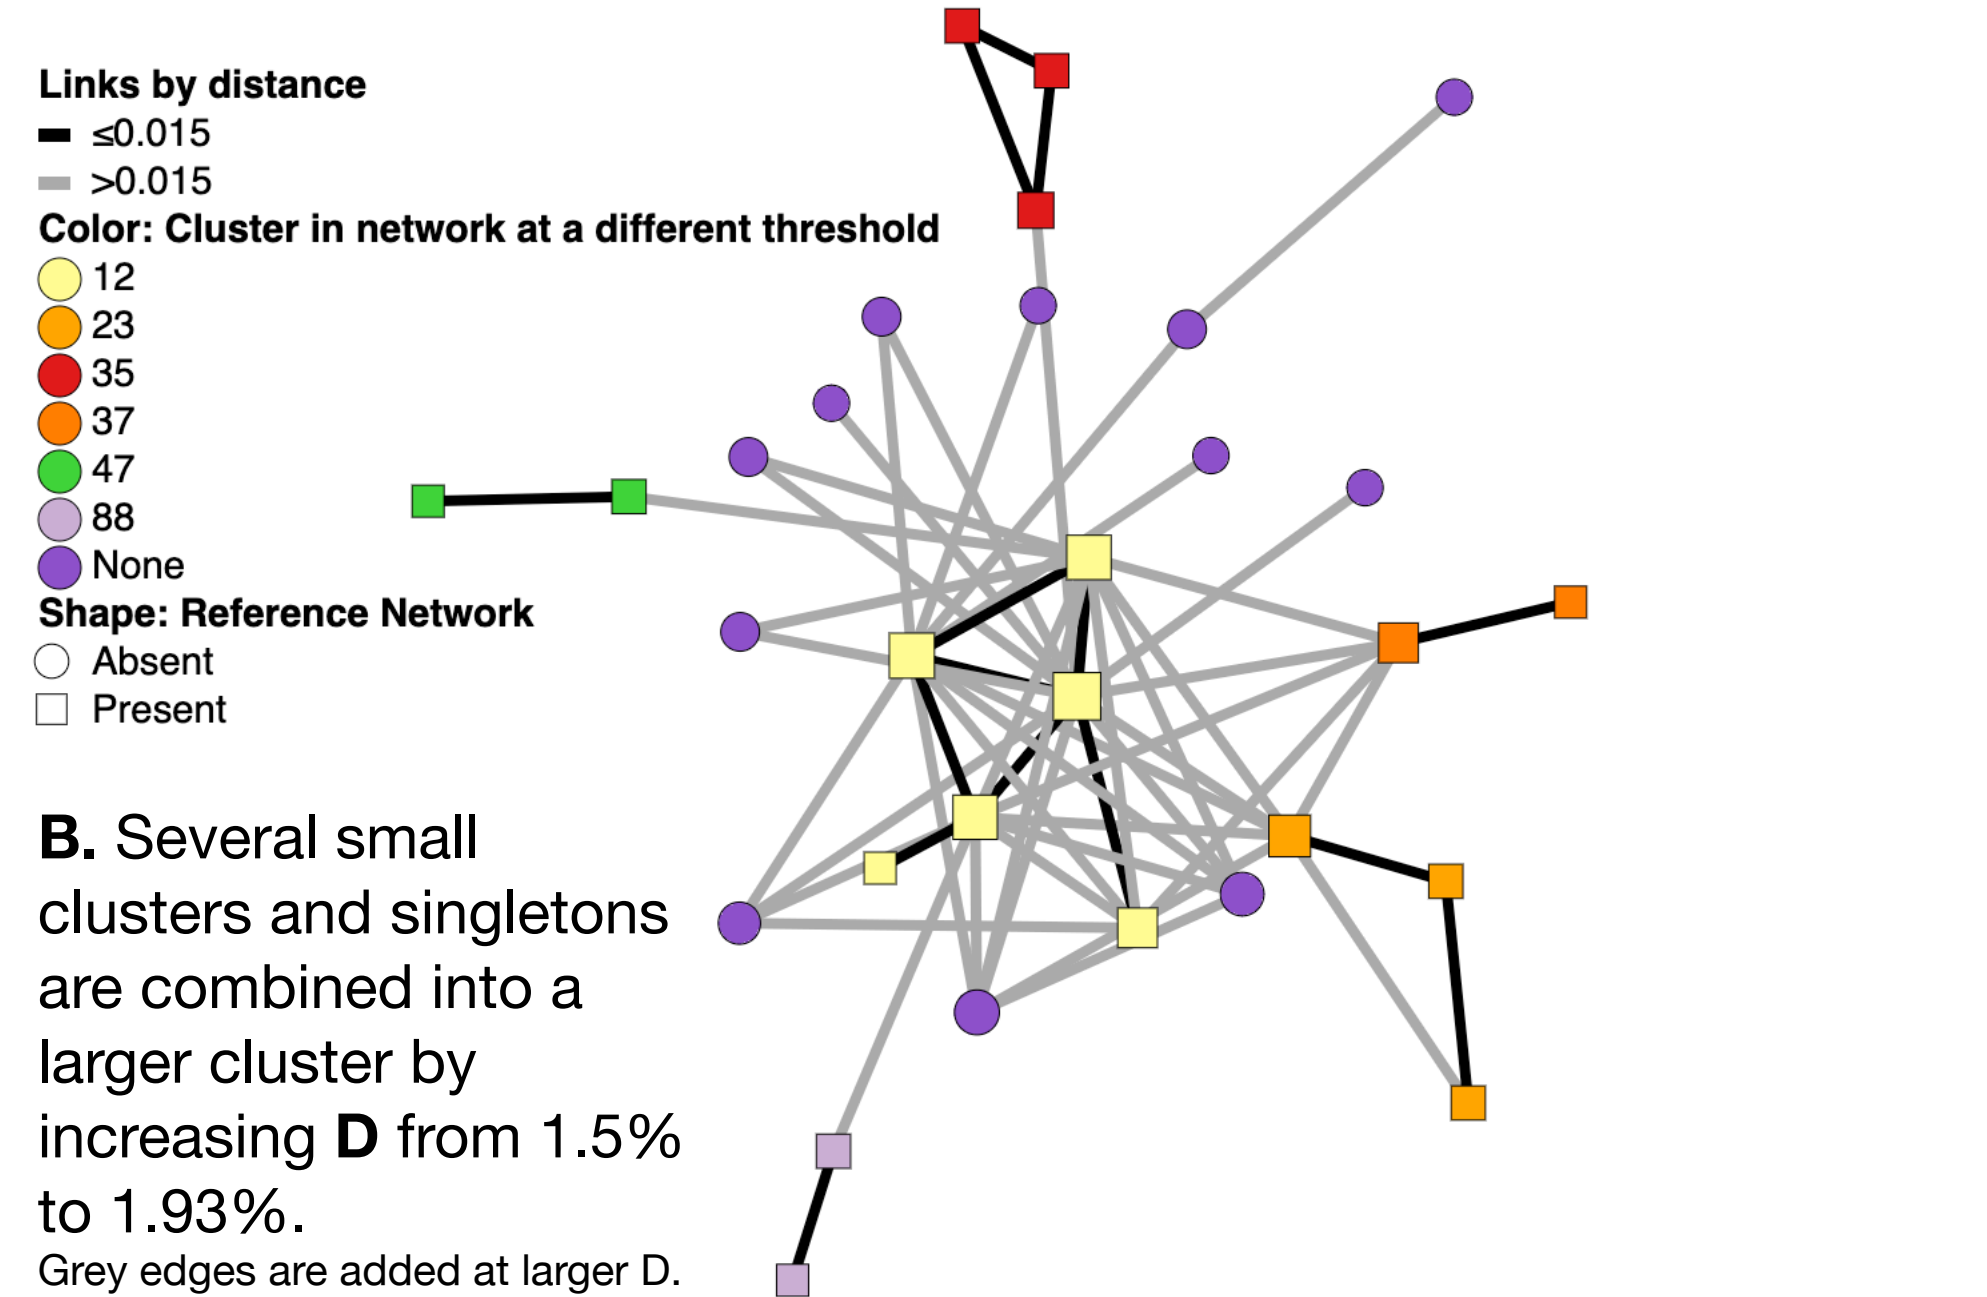 Links by distance
≤0.015
>0.015
Color: Cluster in network at a different threshold
12
23
35
37
47
88
None
Shape: Reference Network
Absent
Present
B. Several small
clusters and singletons
are combined into a
larger cluster by
increasing D from 1.5%
to 1.93%.
Grey edges are added at larger D.